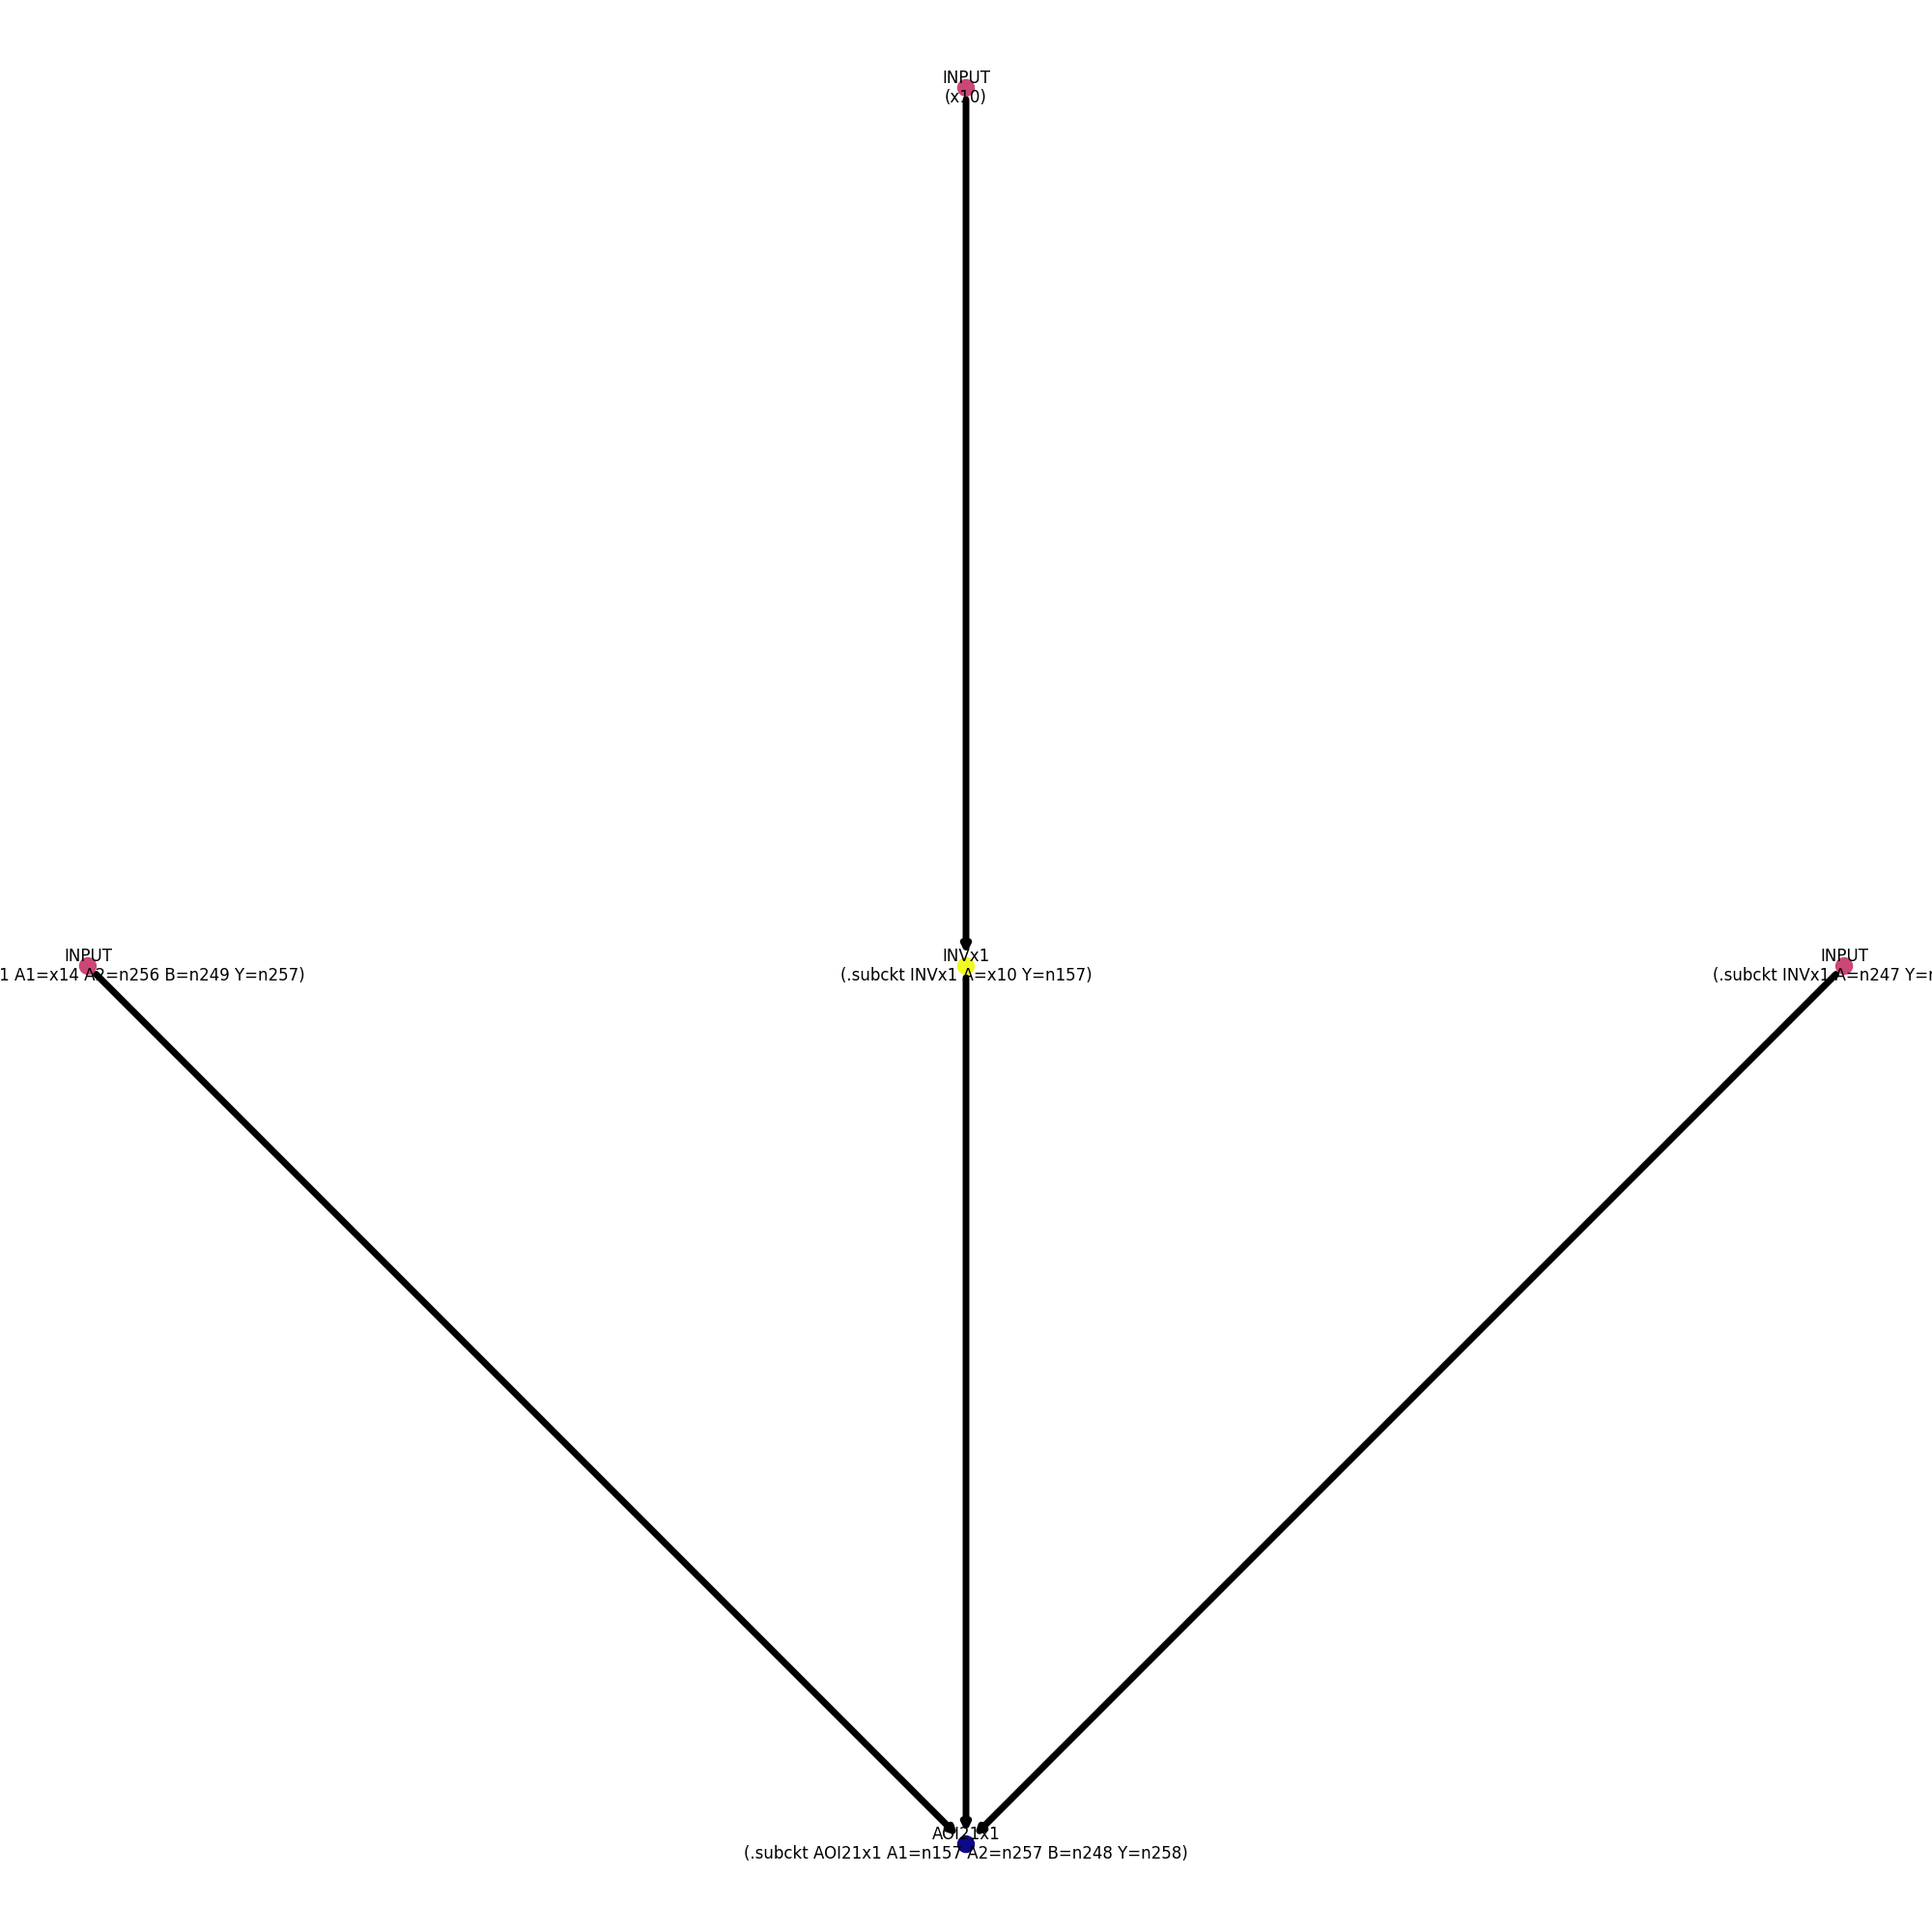 INPUT
(x10)
INPUT
1 A1=x14 A2=n256 B=n249 Y=n257)
INVx1
(.subckt INVx1 A=x10 Y=n157)
INPUT
(.subckt INVx1 A=n247 Y=
AOI21x1
(.subckt AOI21x1 A1=n157 A2=n257 B=n248 Y=n258)